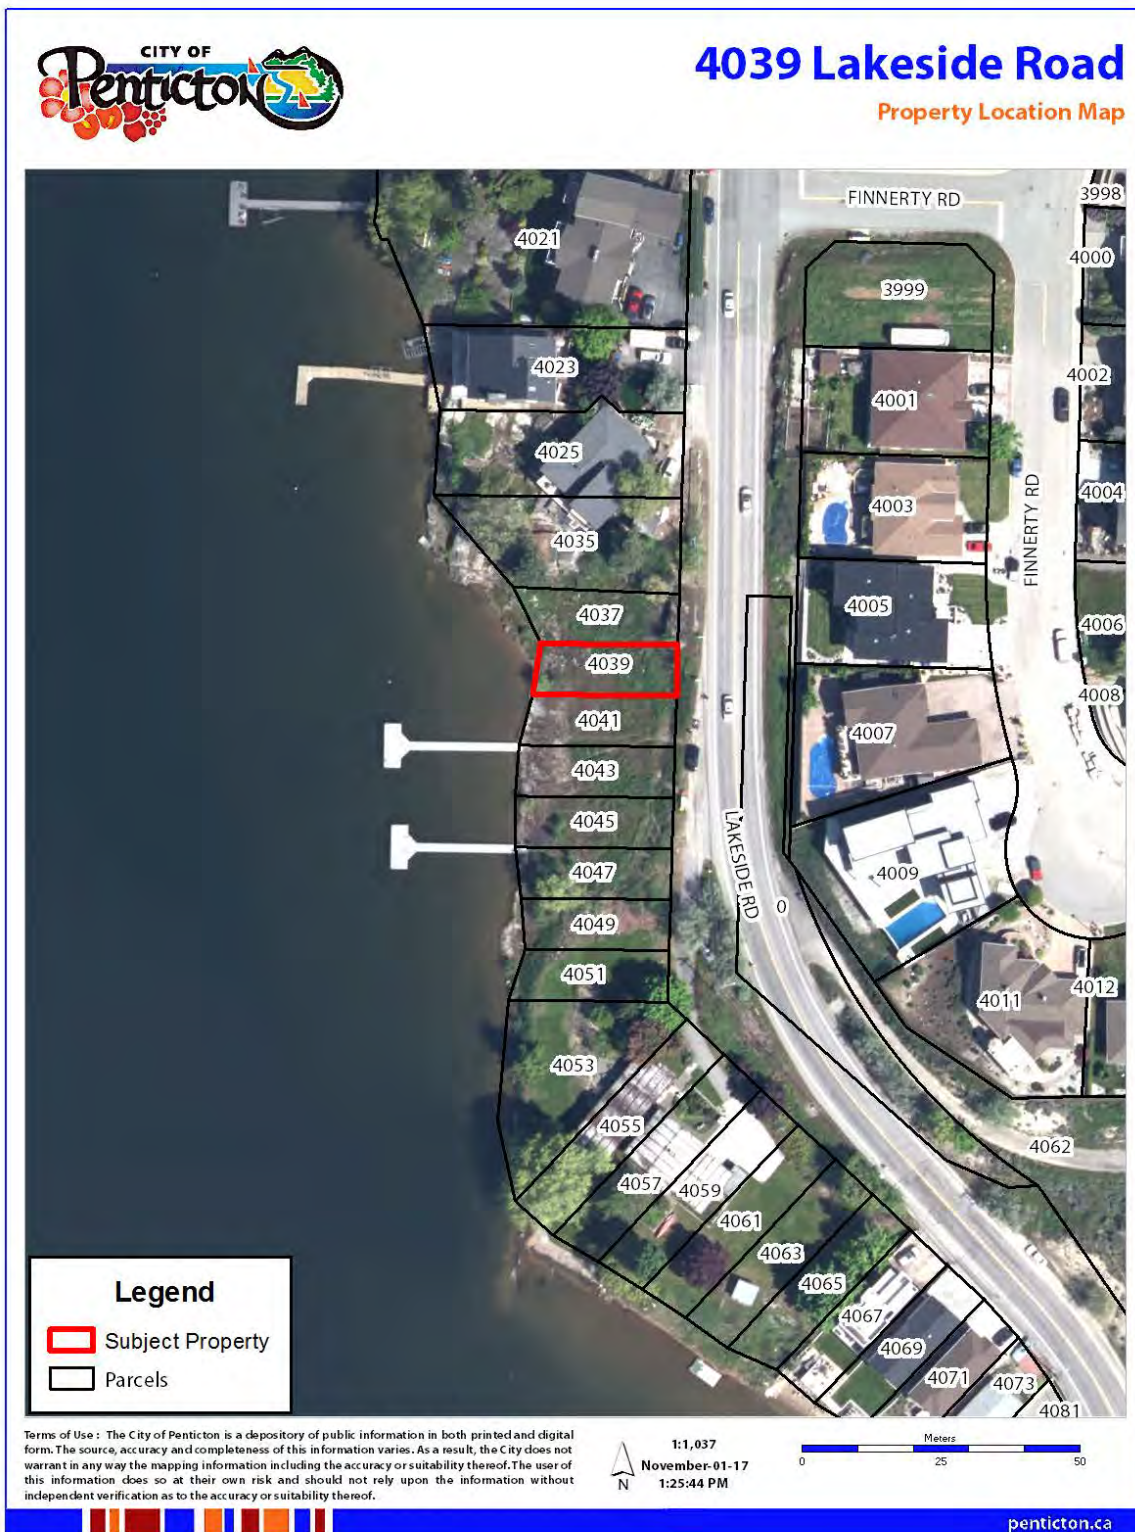 CITY OF
Penticton
4039 Lakeside Road
Property Location Map
FINNERTY RD
3998
4021
4000
3999
4023
4002
4001
4025
4004
4003
FINNERTY RD
4035
4005
4037
4006
4039
4008
4041
4007
4043
4045
LAKESIDE RD
4047
4009
0
4049
4051
4012
4011
4053
4055
4062
4057
4059
4061
4063
4065
4067
4069
4071
4073
4081
Legend
Subject Property
Parcels
Terms of Use : The City of Penticton is a depository of public information in both printed and digital
form. The source, accuracy and completeness of this information varies. As a result, the City does not
warrant in any way the mapping information including the accuracy or suitability thereof. The user of
this information does so at their own risk and should not rely upon the information without
independent verification as to the accuracy or suitability thereof.
N
1:1,037
November-01-17
1:25:44 PM
Meters
0 25 50
penticton.ca